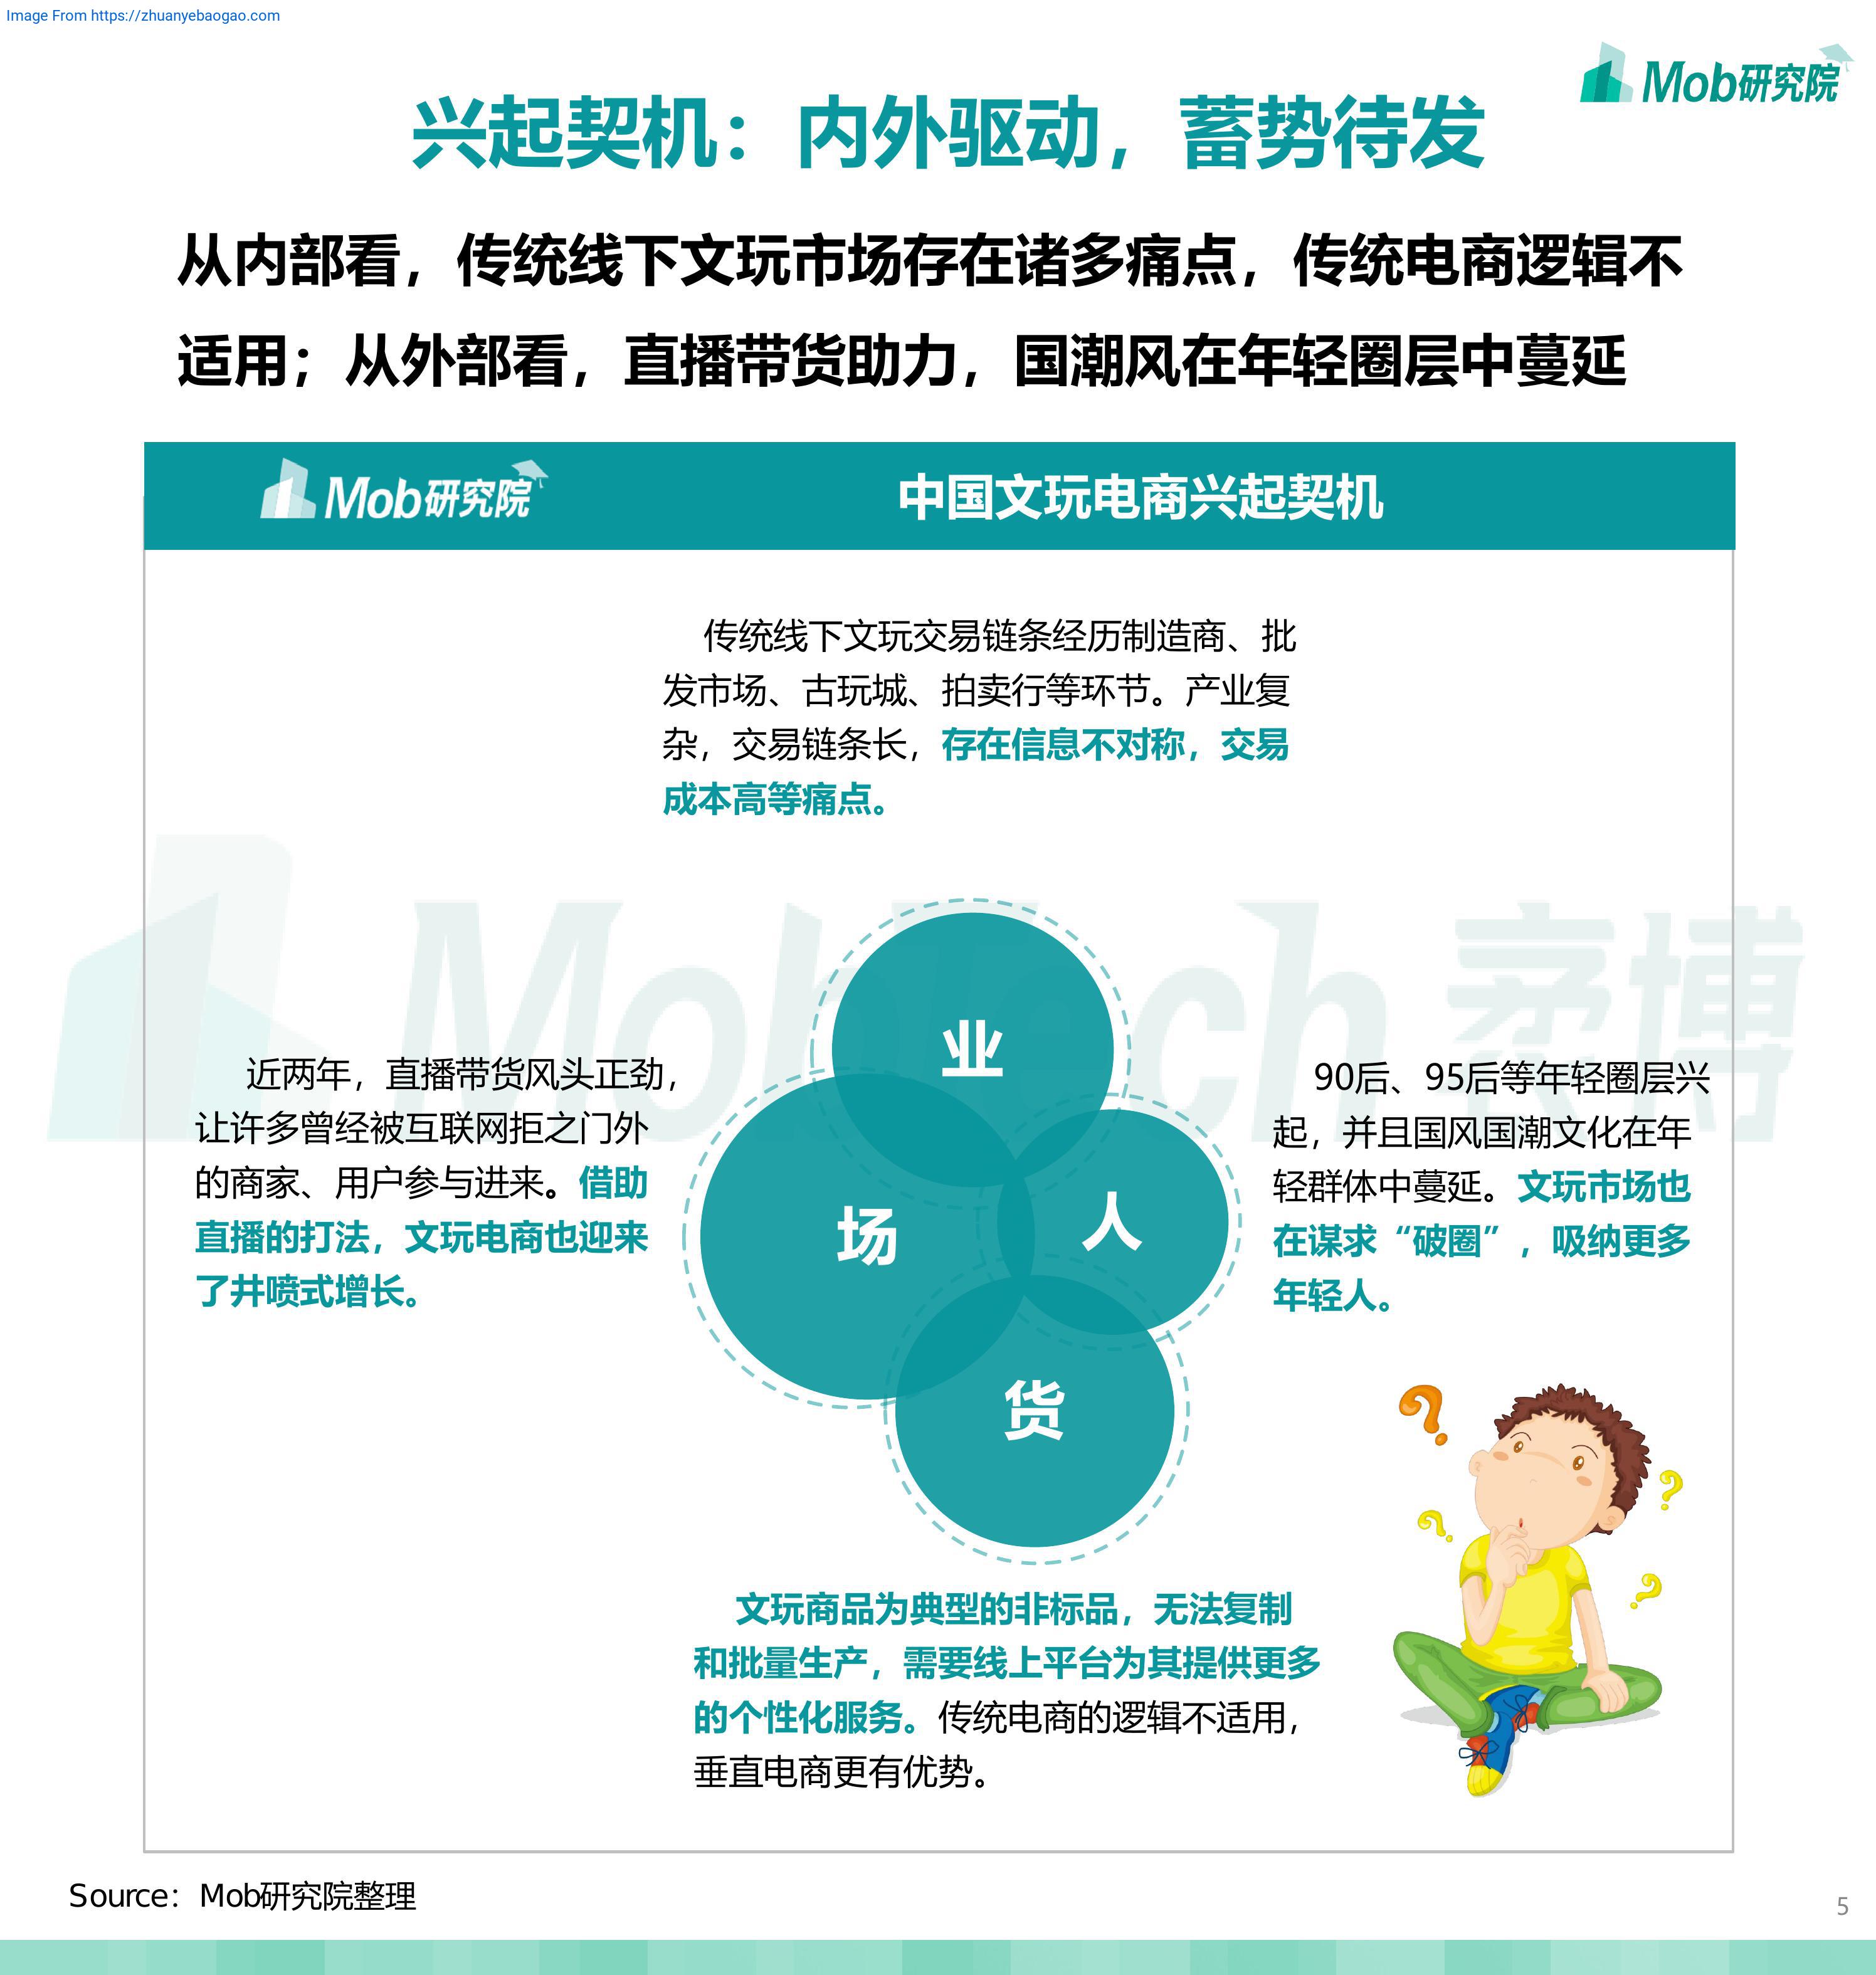 Image From https://zhuanyebaogao.com
Mob研究院
兴起契机：内外驱动，蓄势待发
从内部看，传统线下文玩市场存在诸多痛点，传统电商逻辑不
适用；从外部看，直播带货助力，国潮风在年轻圈层中蔓延
Mob研究院
中国文玩电商兴起契机
传统线下文玩交易链条经历制造商、批
发市场、古玩城、拍卖行等环节。产业复
杂，交易链条长，存在信息不对称，交易
成本高等痛点。
MobTech 袤博
业
近两年，直播带货风头正劲，
让许多曾经被互联网拒之门外
的商家、用户参与进来。借助
直播的打法，文玩电商也迎来
了井喷式增长。
场
人
90后、95后等年轻圈层兴
起，并且国风国潮文化在年
轻群体中蔓延。文玩市场也
在谋求“破圈”，吸纳更多
年轻人。
货
文玩商品为典型的非标品，无法复制
和批量生产，需要线上平台为其提供更多
的个性化服务。传统电商的逻辑不适用，
垂直电商更有优势。
Source：Mob研究院整理
5